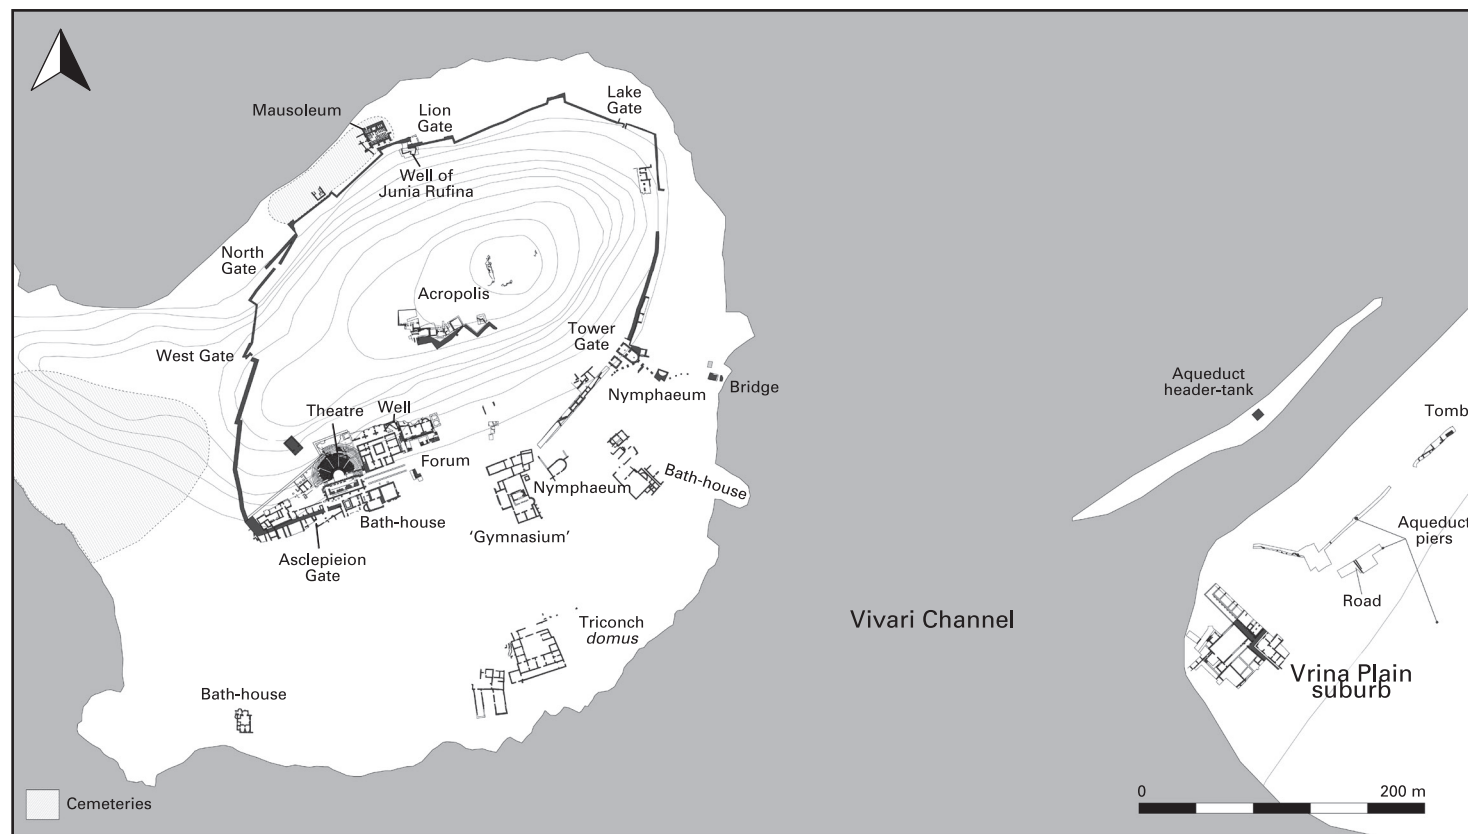 Lake
Gate
Mausoleum
Lion
Gate
Well of
Junia Rufina
North
Gate
Acropolis
Tower
Gate
West Gate
Aqueduct
header-tank
Nymphaeum
Bridge
Theatre
Well
Tomb
Forum
Nymphaeum
Bath-house
Bath-house
'Gymnasium'
Aqueduct
piers
Asclepieion
Gate
Road
Triconch
domus
Vivari Channel
Vrina Plain
suburb
Bath-house
Cemeteries
0
200 m